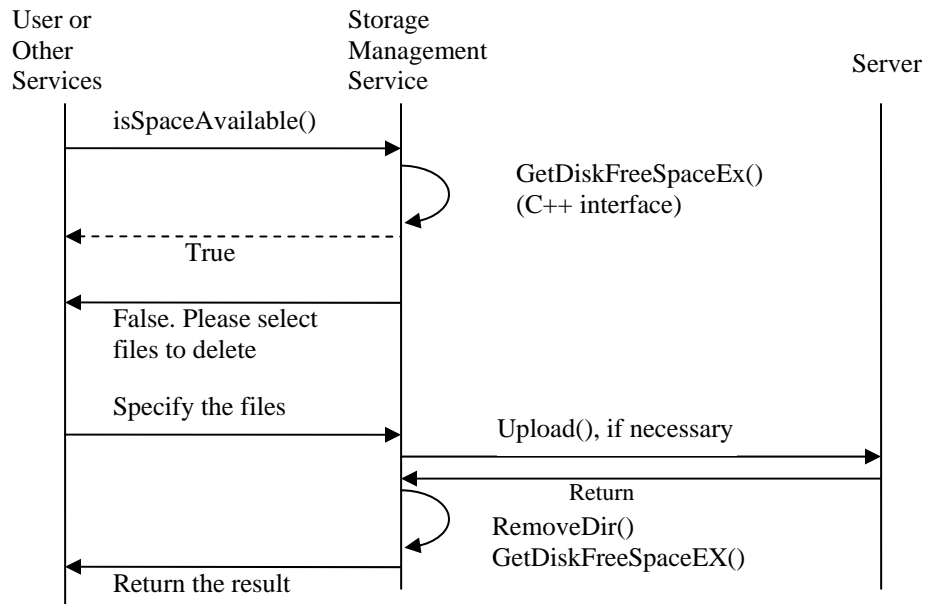 User or
Other
Services
Storage
Management
Service
Server
isSpaceAvailable()
GetDiskFreeSpaceEx()
(C++ interface)
True
False. Please select
files to delete
Specify the files
Upload(), if necessary
Return
RemoveDir()
GetDiskFreeSpaceEX()
Return the result